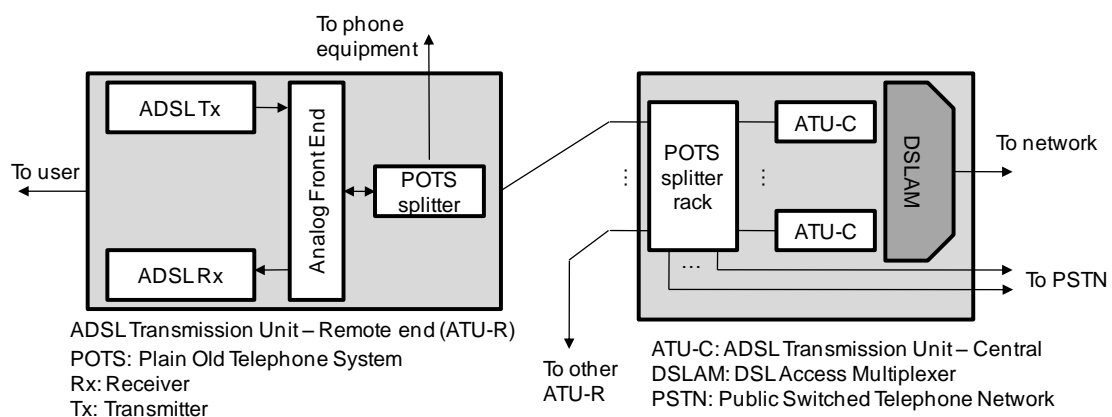 To phone
equipment
ADSL Tx
Analog Front End
To user
POTS
splitter
ADSL Rx
ADSL Transmission Unit – Remote end (ATU-R)
POTS: Plain Old Telephone System
Rx: Receiver
Tx: Transmitter
POTS
splitter
rack
ATU-C
...
...
ATU-C
...
DSLAM
To network
To PSTN
To other
ATU-R
ATU-C: ADSL Transmission Unit – Central
DSLAM: DSL Access Multiplexer
PSTN: Public Switched Telephone Network